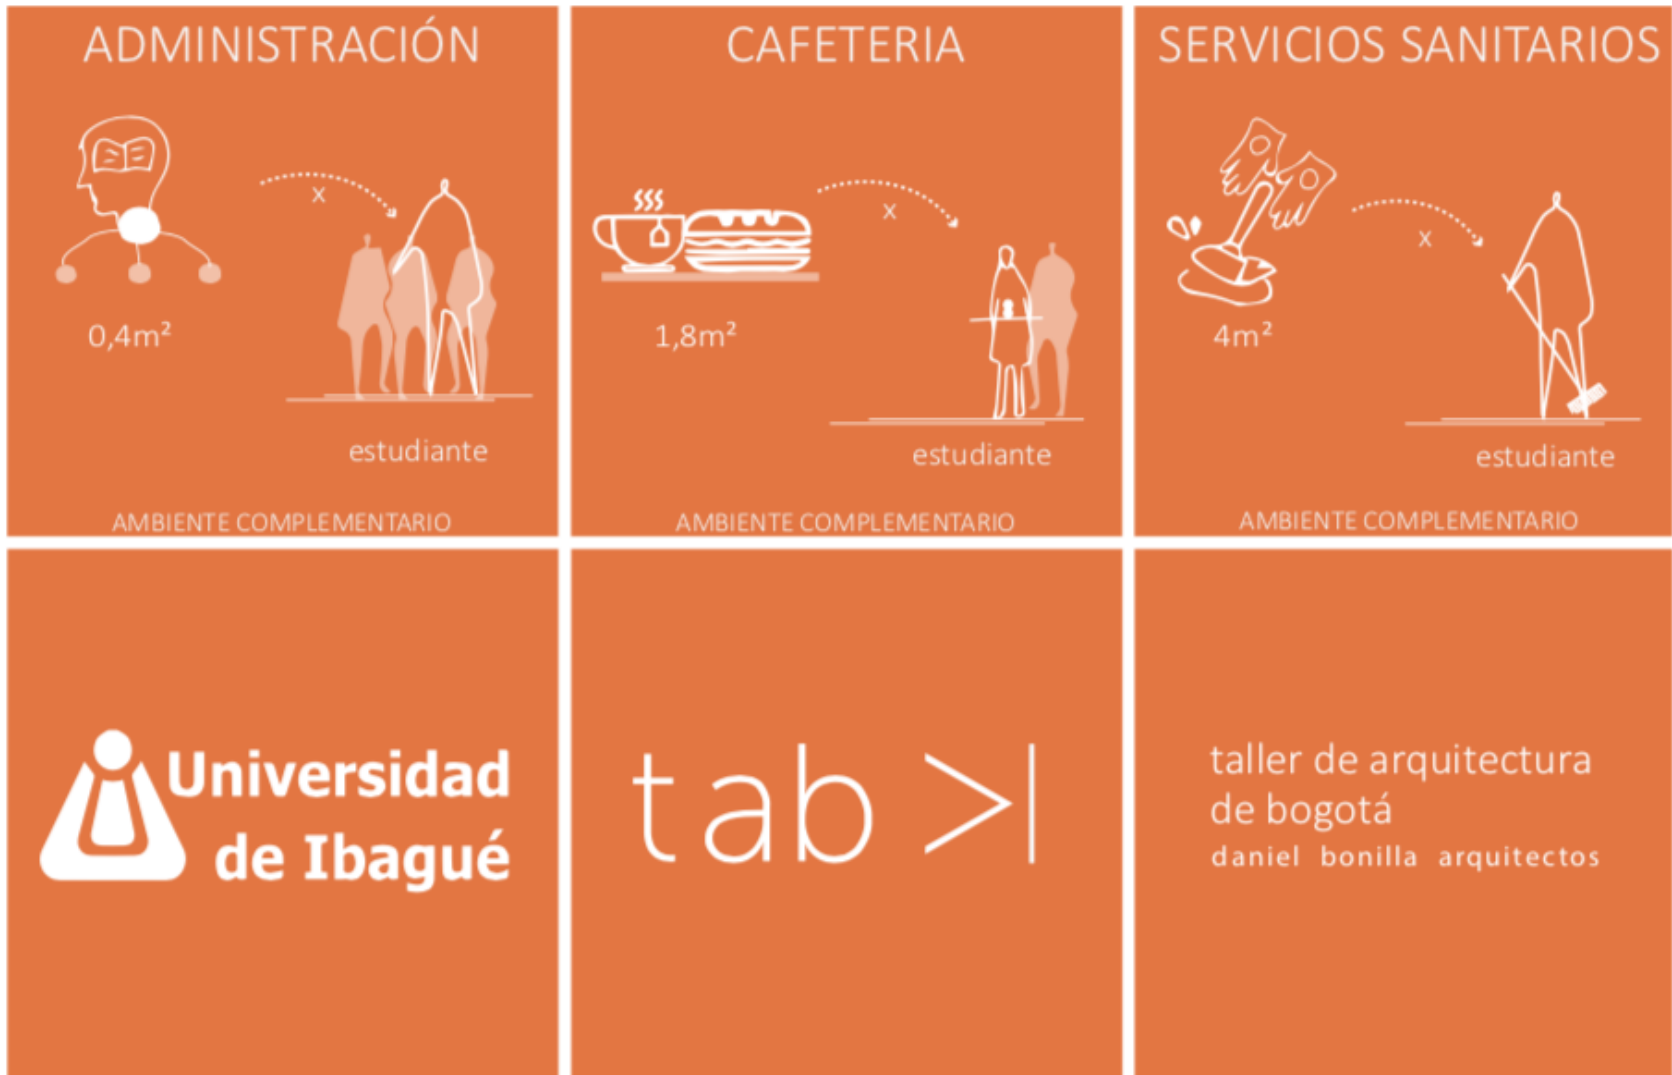 ADMINISTRACIÓN
x
0,4m²
estudiante
AMBIENTE COMPLEMENTARIO
CAFETERIA
x
1,8m²
estudiante
AMBIENTE COMPLEMENTARIO
SERVICIOS SANITARIOS
x
4m²
estudiante
AMBIENTE COMPLEMENTARIO
Universidad
de Ibagué
tab >|
taller de arquitectura
de bogotá
daniel bonilla arquitectos